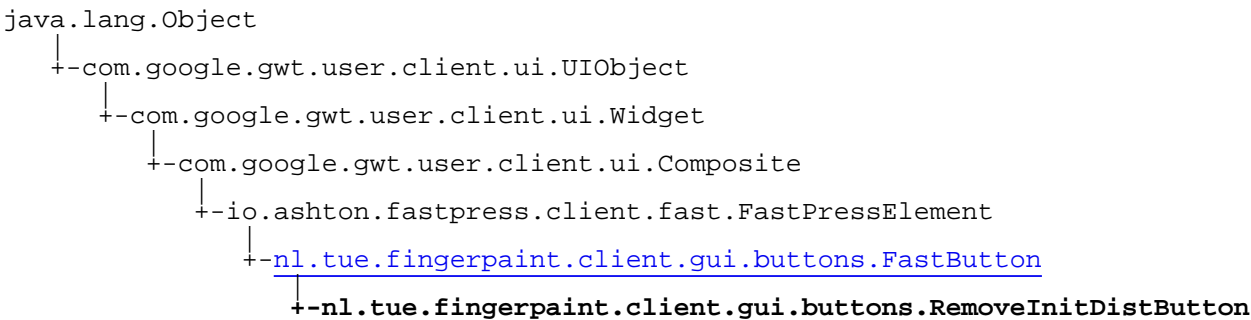 java.lang.Object
+-com.google.gwt.user.client.ui.UIObject
+-com.google.gwt.user.client.ui.Widget
+-com.google.gwt.user.client.ui.Composite
+-io.ashton.fastpress.client.fast.FastPressElement
+-nl.tue.fingerpaint.client.gui.buttons.FastButton
+-nl.tue.fingerpaint.client.gui.buttons.RemoveInitDistButton